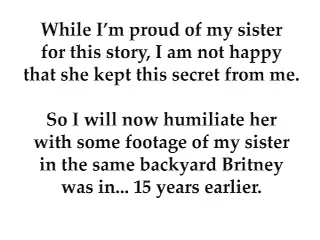 While I'm proud of my sister
for this story, I am not happy
that she kept this secret from me.
So I will now humiliate her
with some footage of my sister
in the same backyard Britney
was in... 15 years earlier.